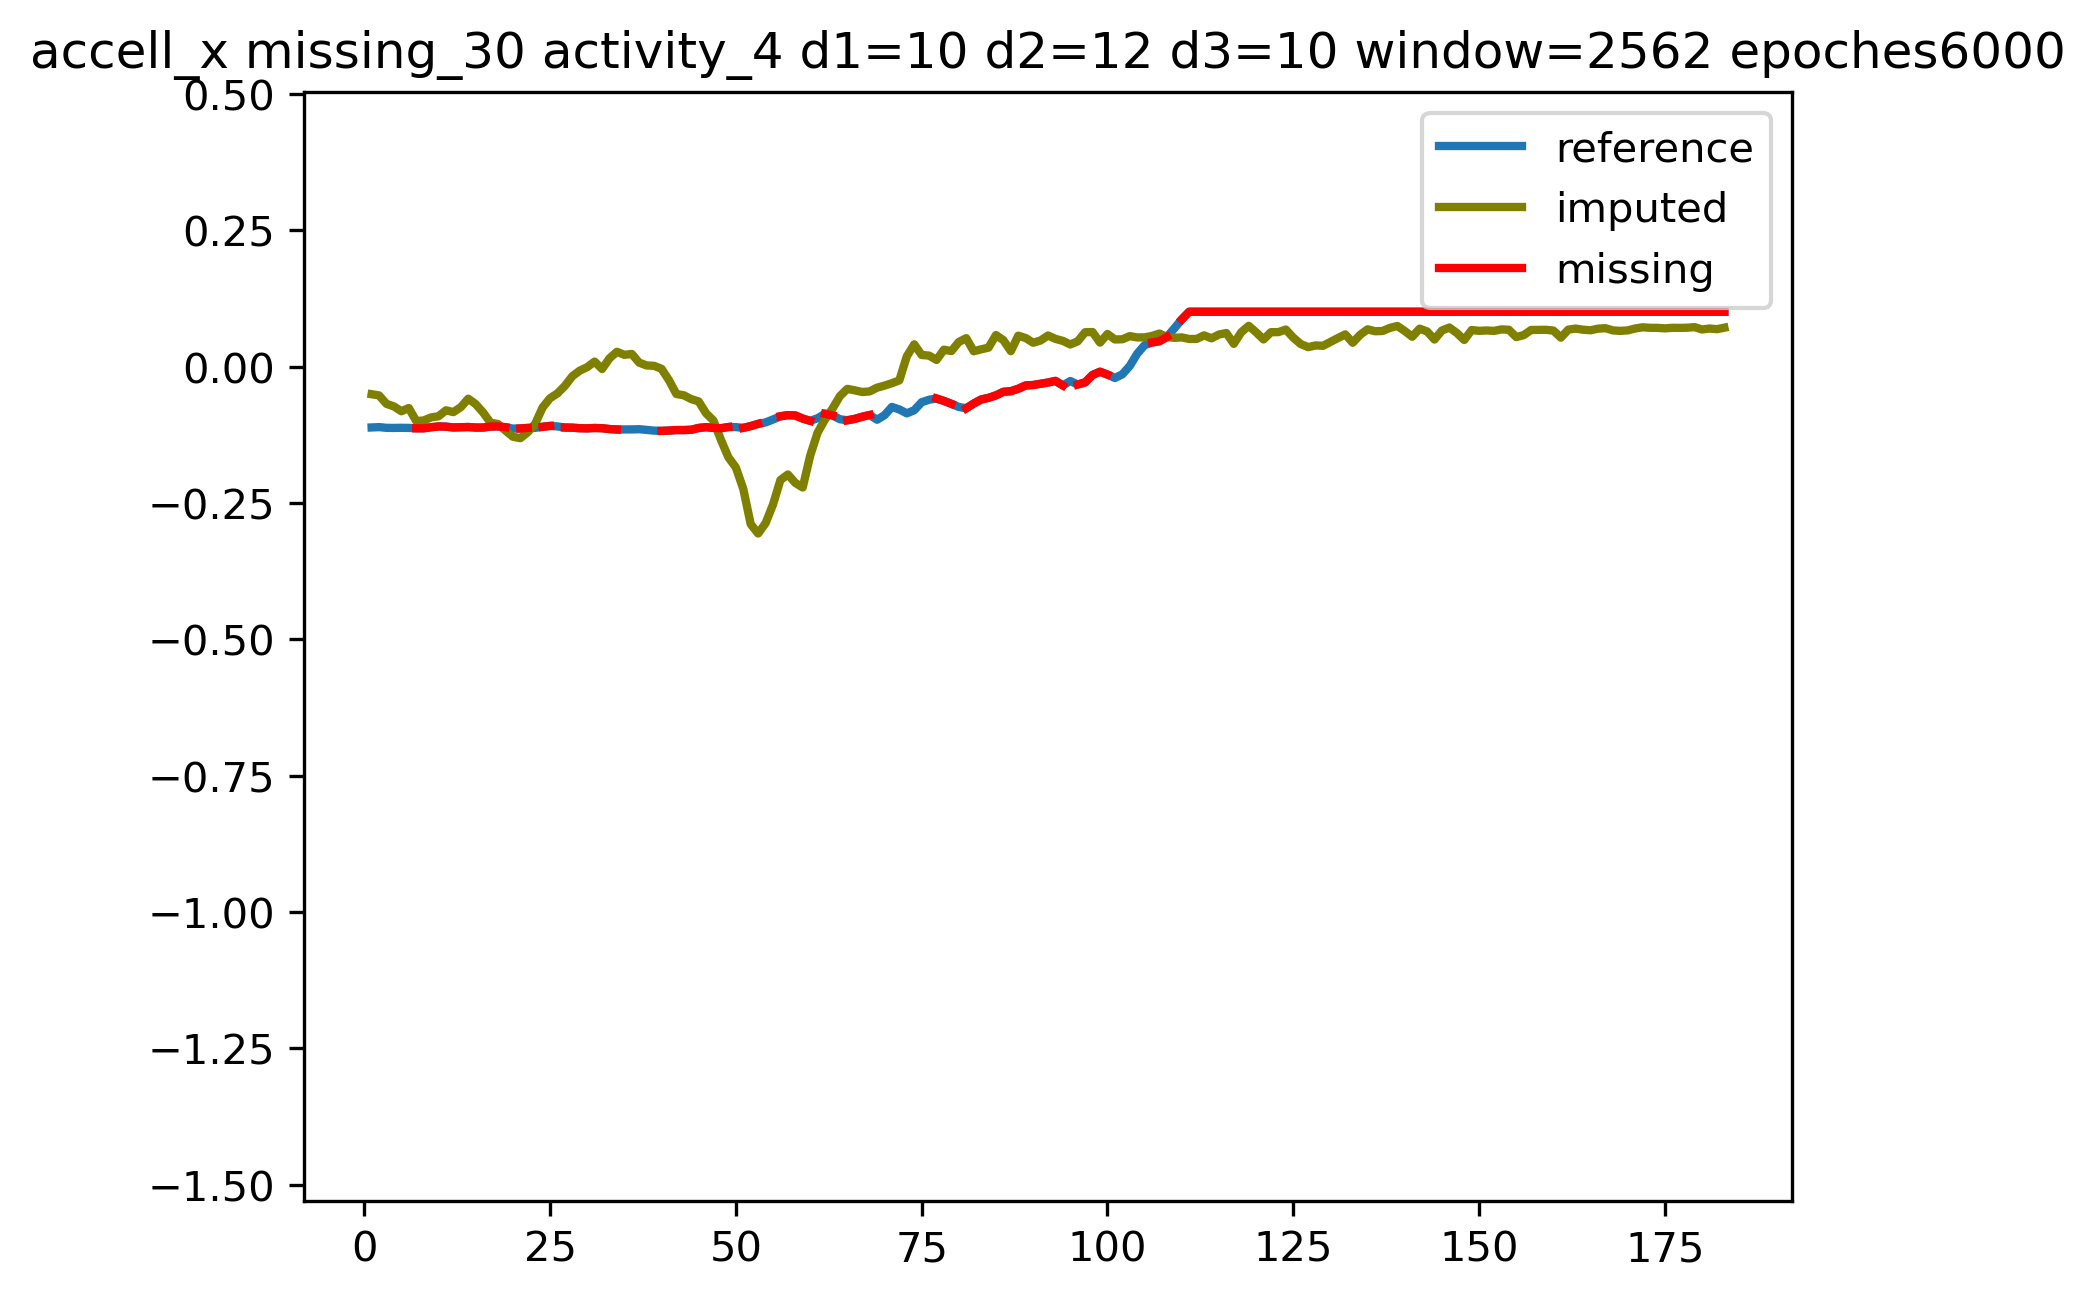 accell_x missing_30 activity_4 d1=10 d2=12 d3=10 window=2562 epoches6000
reference
imputed
missing
0.50
0.25
0.00
−0.25
−0.50
−0.75
−1.00
−1.25
−1.50
0 25 50 75 100 125 150 175